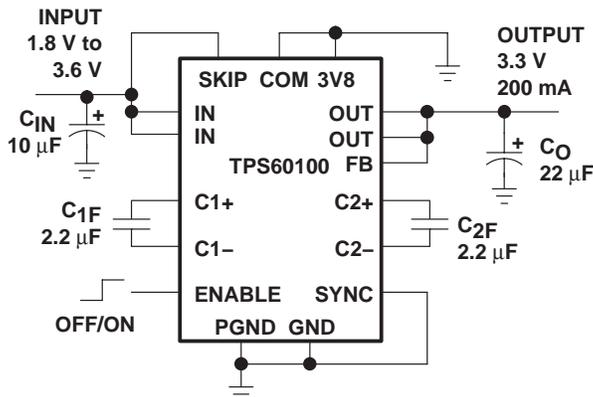 INPUT
1.8 V to
3.6 V
OUTPUT
3.3 V
200 mA
SKIP COM 3V8
IN
IN
OUT
OUT
FB
TPS60100
CIN
10 μF
+
CO
22 μF
+
C1+
C1−
C2+
C2−
C1F
2.2 μF
C2F
2.2 μF
ENABLE
SYNC
OFF/ON
PGND GND